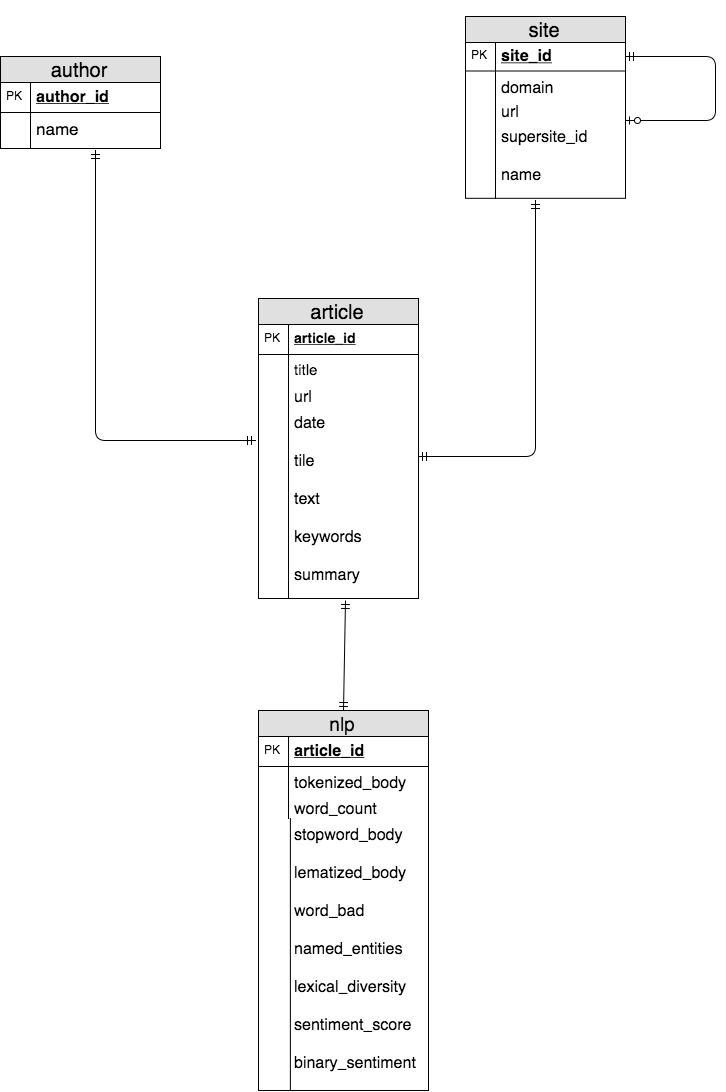 author
PK author_id
name
site
PK site_id
domain
url
supersite_id
name
article
PK article_id
title
url
date
tile
text
keywords
summary
nlp
PK article_id
tokenized_body
word_count
stopword_body
lematized_body
word_bad
named_entities
lexical_diversity
sentiment_score
binary_sentiment